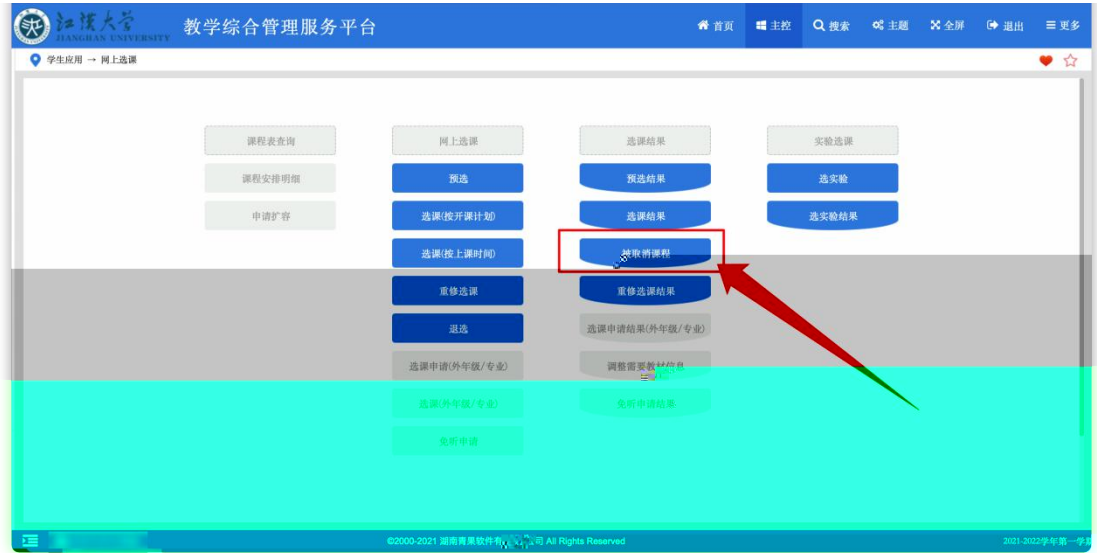 江汉大学
JIANGHAN UNIVERSITY
教学综合管理服务平台
首页 主控 搜索 主题 全屏 退出 更多
学生应用 → 网上选课
课程表查询 网上选课 选课结果 实验选课
课程安排明细 预选 预选结果 选实验
申请扩容 选课(按开课计划) 选课结果 选实验结果
选课(按上课时间) 被取消课程
重修选课 重修选课结果
退选 选课申请结果(外年级/专业)
选课申请(外年级/专业) 调整需要教材信息
选课(外年级/专业) 免听申请结果
免听申请
©2000-2021 湖南青果软件有 司 All Rights Reserved
2021-2022学年第一学